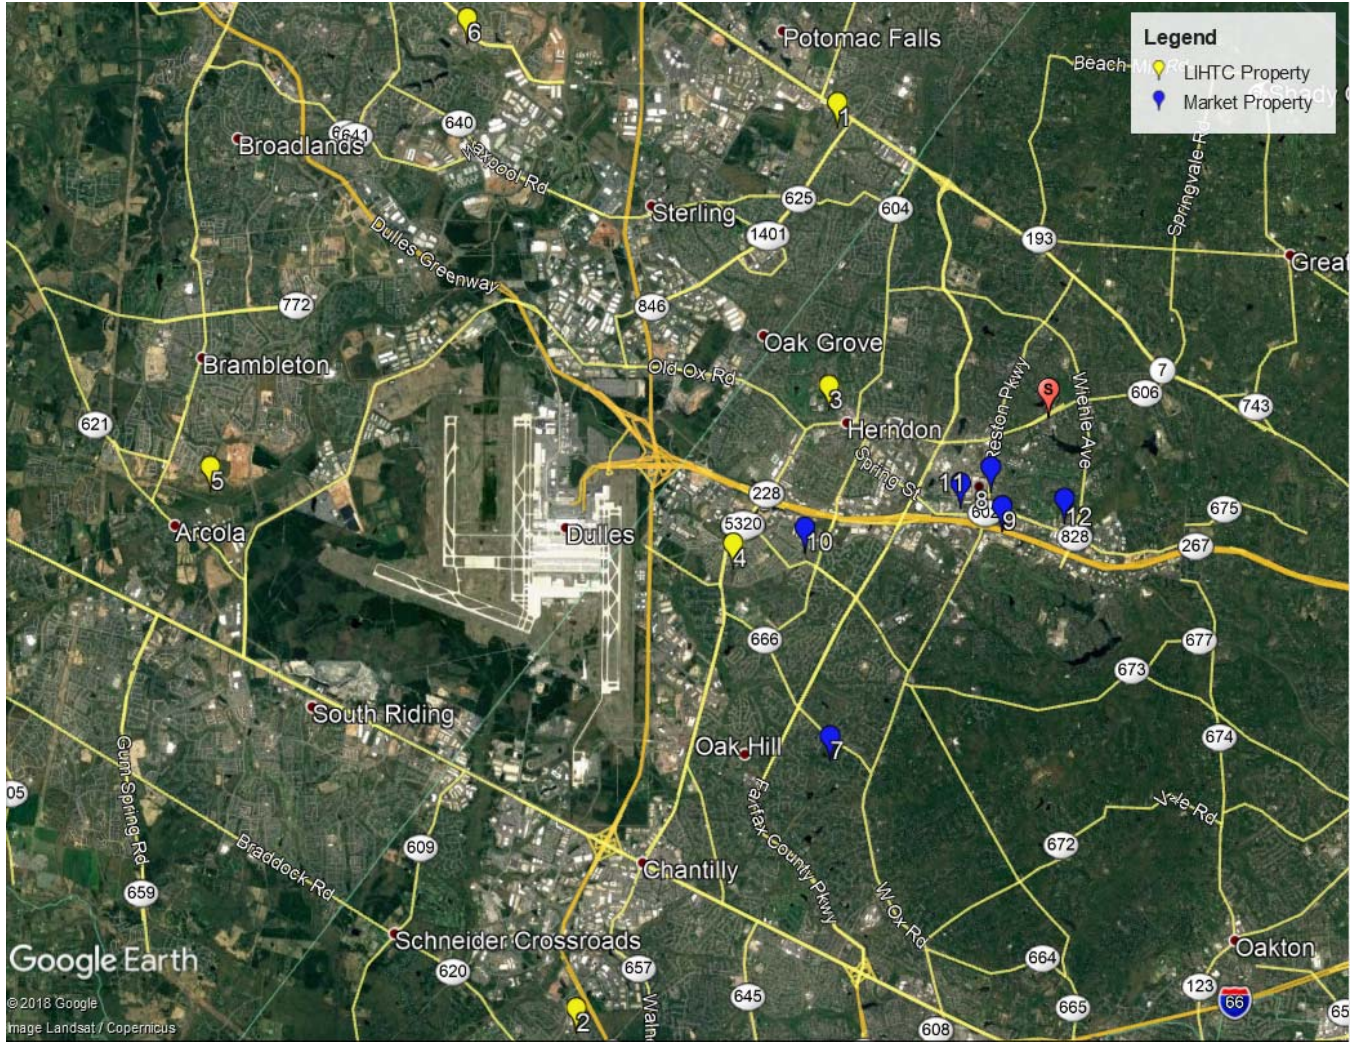 Legend
LIHTC Property
Market Property
6
Potomac Falls
Beach
Rd
1
Broadlands
641
640
Waxpool Rd
Sterling
625
604
1401
193
Springvale Rd
Great
Dulles Greenway
772
846
Oak Grove
Brambleton
Old Ox Rd
7
3
S
606
743
621
Herndon
Reston Pkwy
Wiehle Ave
Spring St
5
11
8
228
602
9
12
675
Arcola
Dulles
5320
10
828
267
4
666
677
673
South Riding
Oak Hill
7
674
Gum Spring Rd
05
Fairfax County Pkwy
Vale Rd
609
672
Braddock Rd
Chantilly
659
W Ox Rd
Schneider Crossroads
Oakton
Google Earth
620
657
664
645
123
66
© 2018 Google
2
665
608
Image Landsat / Copernicus